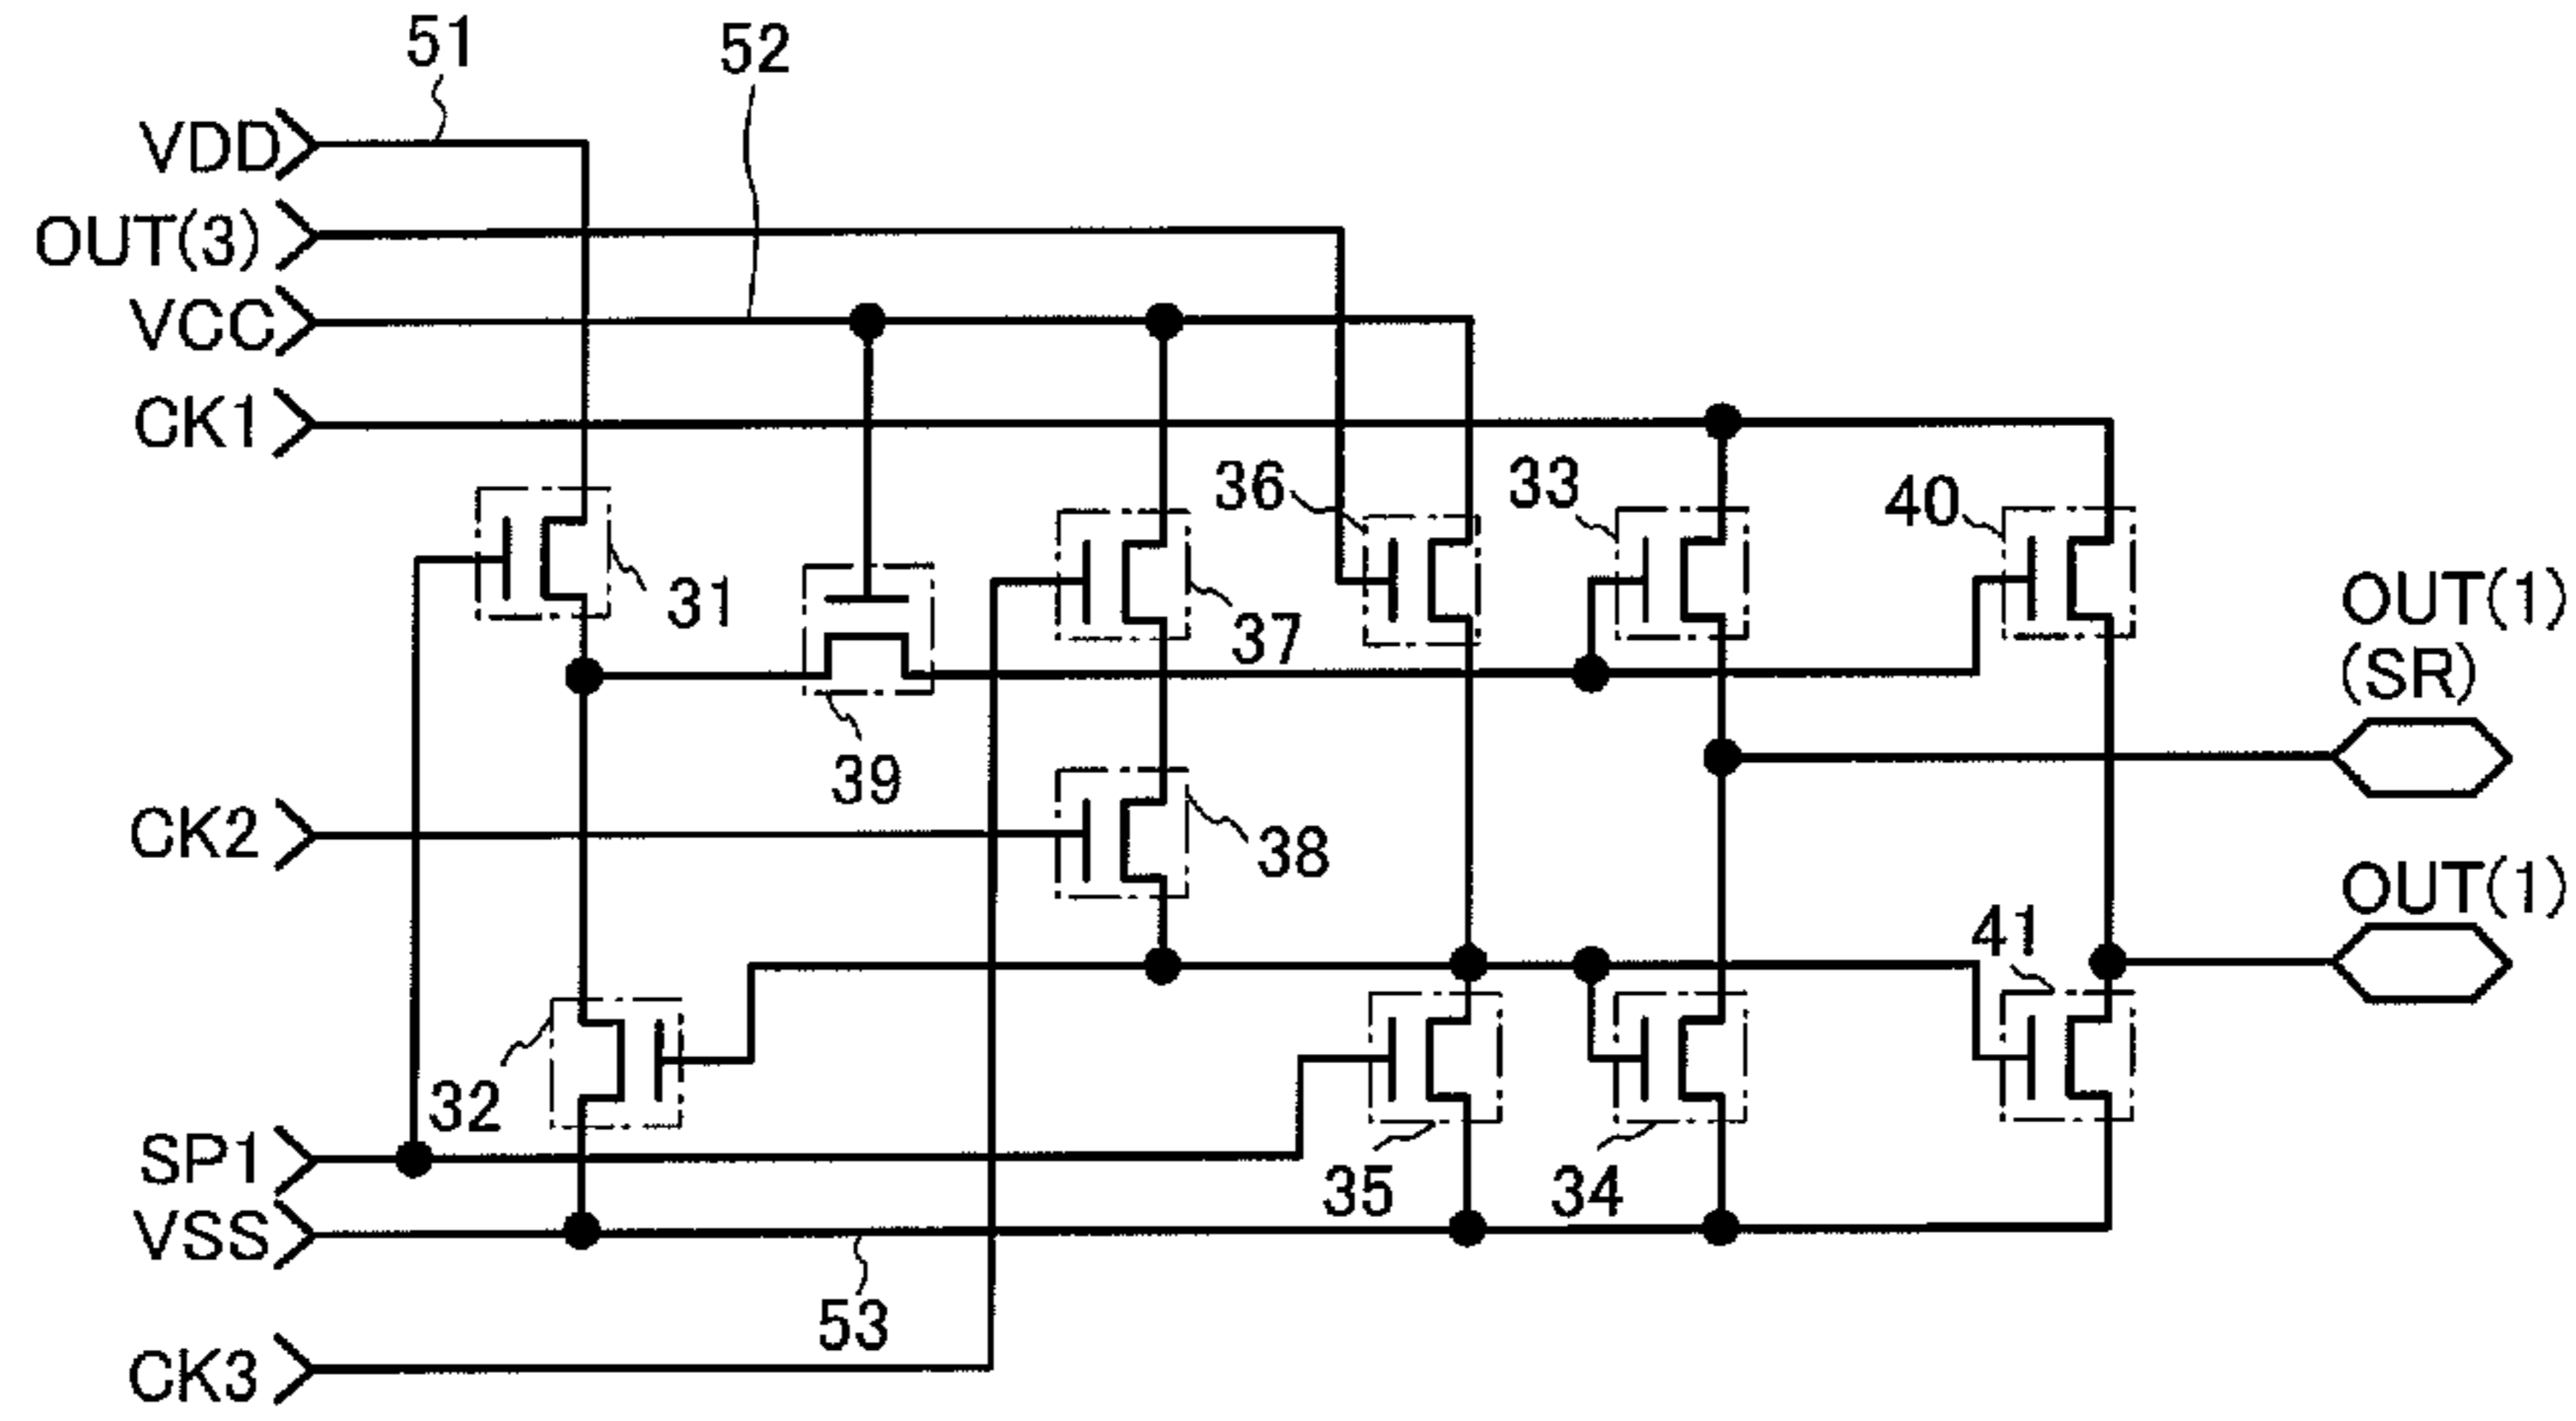 51
52
VDD
OUT(3)
VCC
CK1
36
33
40
31
37
OUT(1)
(SR)
39
CK2
38
OUT(1)
41
32
SP1
35
34
VSS
53
CK3